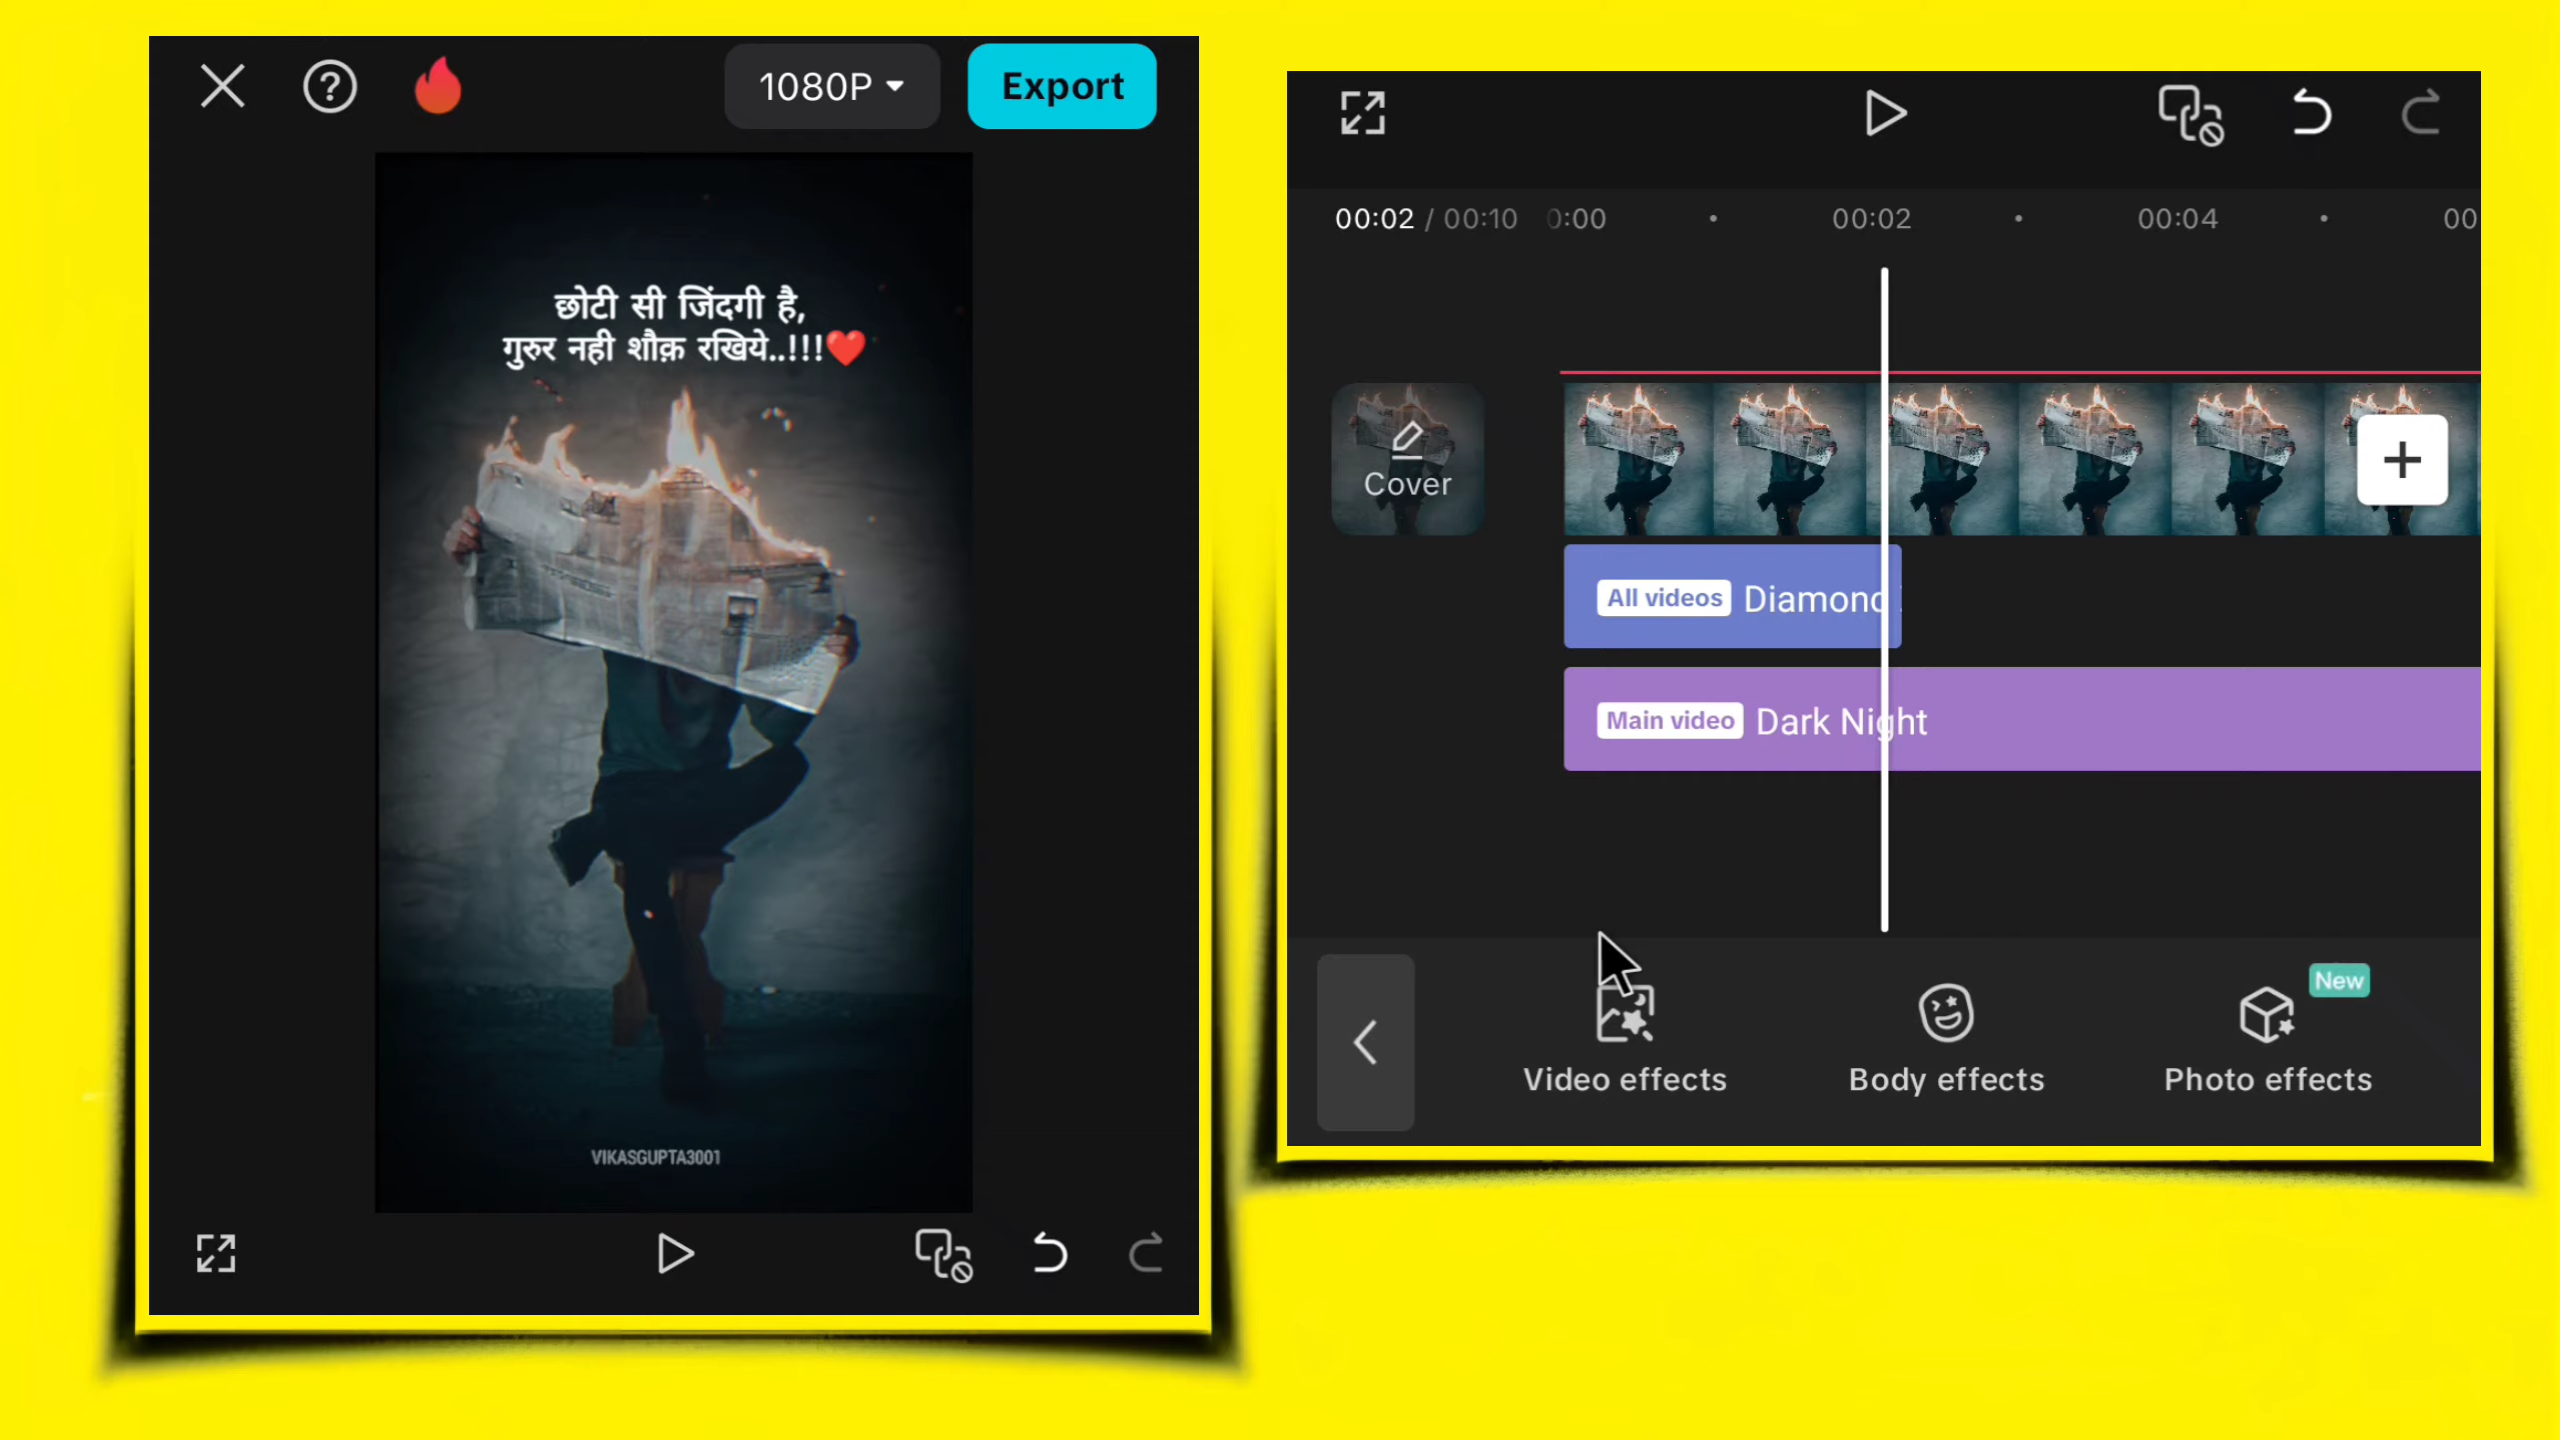 1080P
Export
छोटी सी जिंदगी है,
गुरुर नही शौक़ रखिये..!!!❤️
VIKASGUPTA3001
00:02 / 00:10
0:00
00:02
00:04
00
Cover
All videos
Diamond
Main video
Dark Night
New
Video effects
Body effects
Photo effects